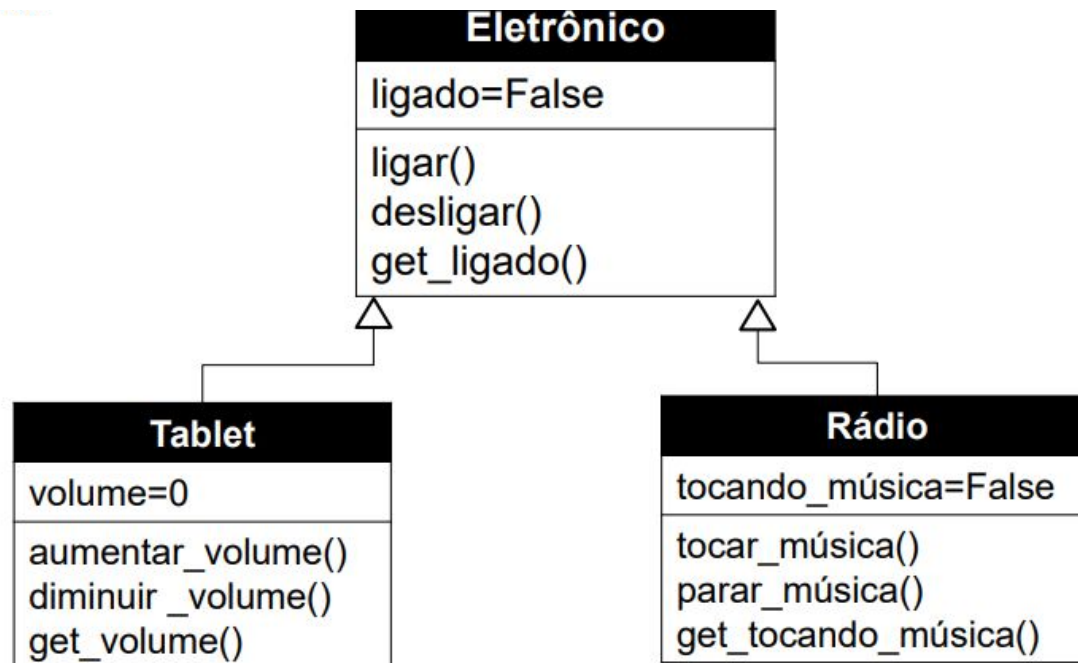 Eletrônico
ligado=False
ligar()
desligar()
get_ligado()
Tablet
volume=0
aumentar_volume()
diminuir _volume()
get_volume()
Rádio
tocando_música=False
tocar_música()
parar_música()
get_tocando_música()